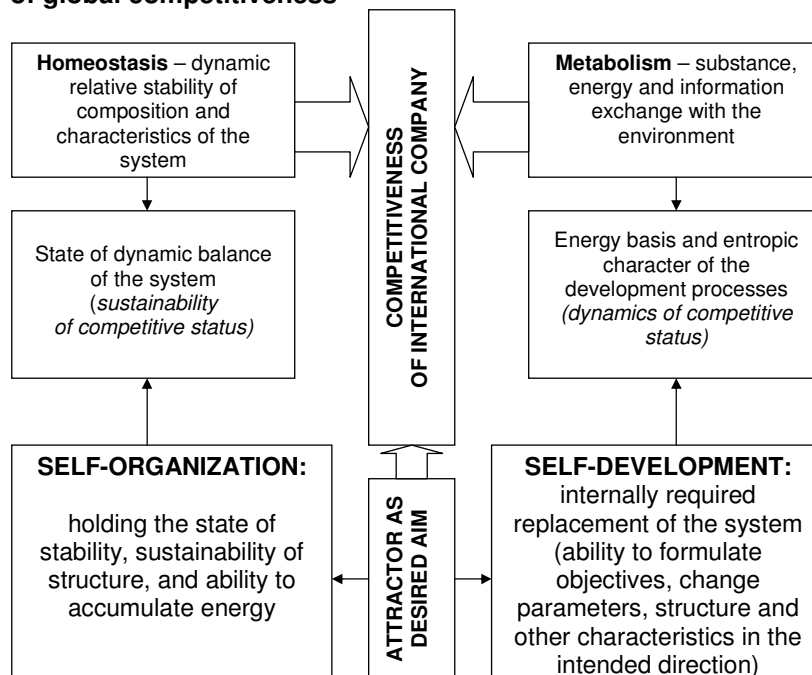 of global competitiveness
Homeostasis – dynamic
relative stability of
composition and
characteristics of the
system
COMPETITIVENESS
OF INTERNATIONAL COMPANY
Metabolism – substance,
energy and information
exchange with the
environment
State of dynamic balance
of the system
(sustainability
of competitive status)
Energy basis and entropic
character of the
development processes
(dynamics of competitive
status)
SELF-ORGANIZATION:
holding the state of
stability, sustainability of
structure, and ability to
accumulate energy
ATTRACTOR AS
DESIRED AIM
SELF-DEVELOPMENT:
internally required
replacement of the system
(ability to formulate
objectives, change
parameters, structure and
other characteristics in the
intended direction)